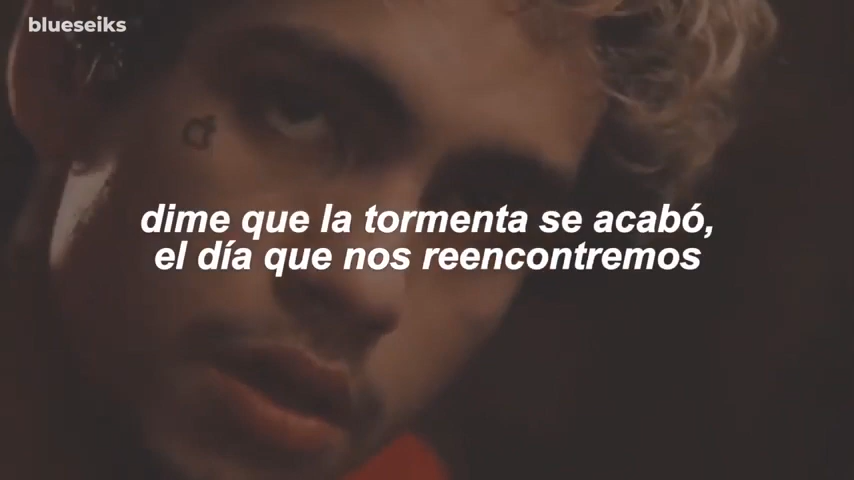 blueseiks
dime que la tormenta se acabó,
el día que nos reencontremos